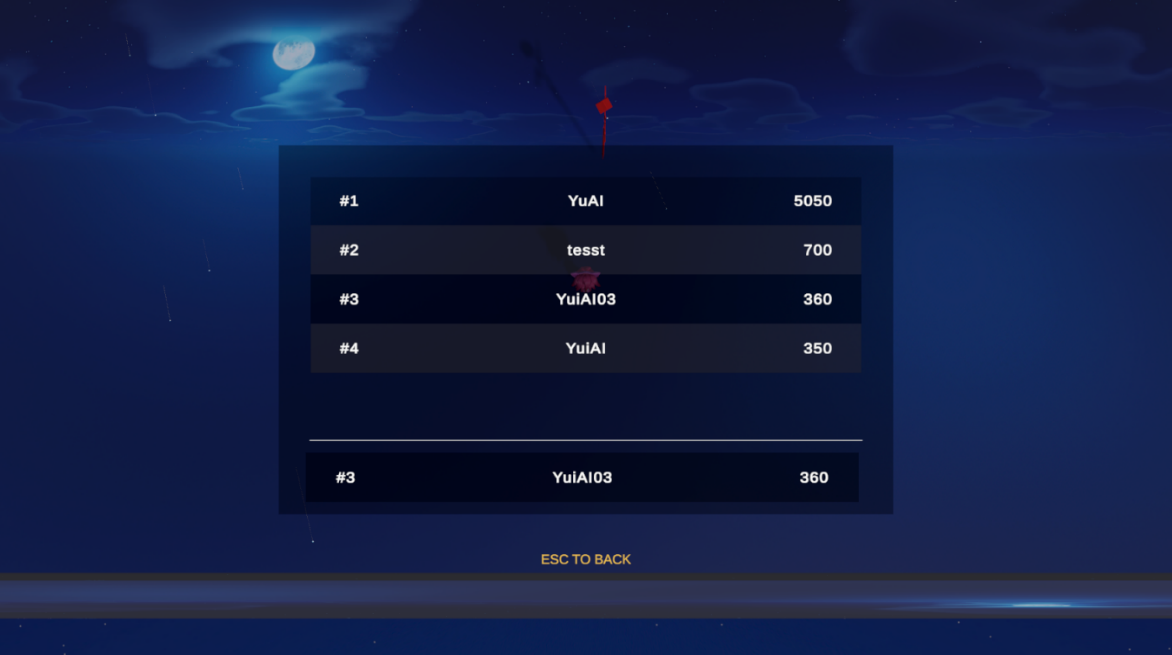 #1 YuAI 5050
#2 tesst 700
#3 YuiAI03 360
#4 YuiAI 350
#3 YuiAI03 360
ESC TO BACK